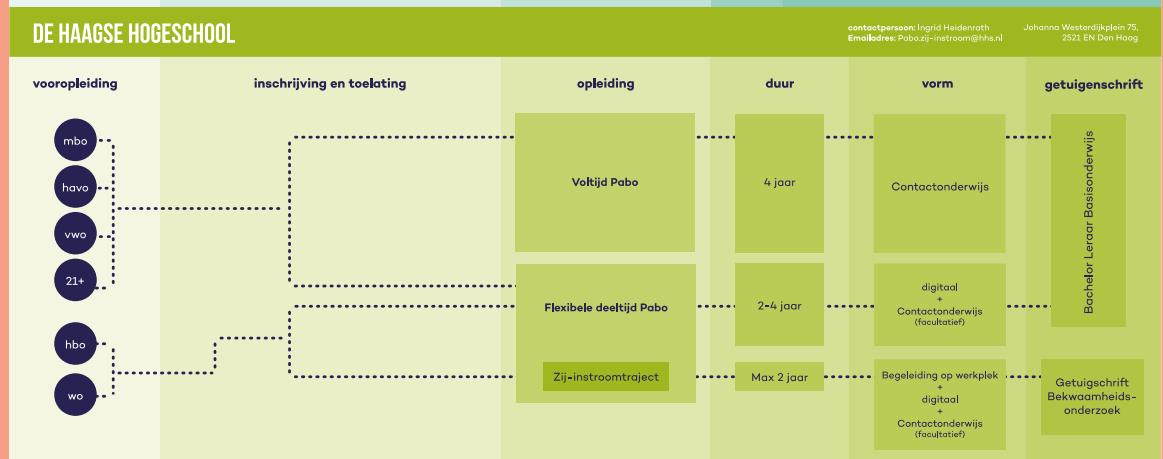 DE HAAGSE HOGESCHOOL
contactpersoon: Ingrid Heidenrath
Emailadres: Pabo.zij-instroom@hhs.nl
Johanna Westerdijkplein 75,
2521 EN Den Haag
vooropleiding
inschrijving en toelating
opleiding
duur
vorm
getuigenschrift
mbo
havo
vwo
21+
hbo
wo
Voltijd Pabo
4 jaar
Contactonderwijs
Bachelor Leraar Basisonderwijs
Flexibele deeltijd Pabo
2-4 jaar
digitaal
+
Contactonderwijs
(facultatief)
Zij-instroomtraject
Max 2 jaar
Begeleiding op werkplek
+
digitaal
+
Contactonderwijs
(facultatief)
Getuigschrift
Bekwaamheids-
onderzoek